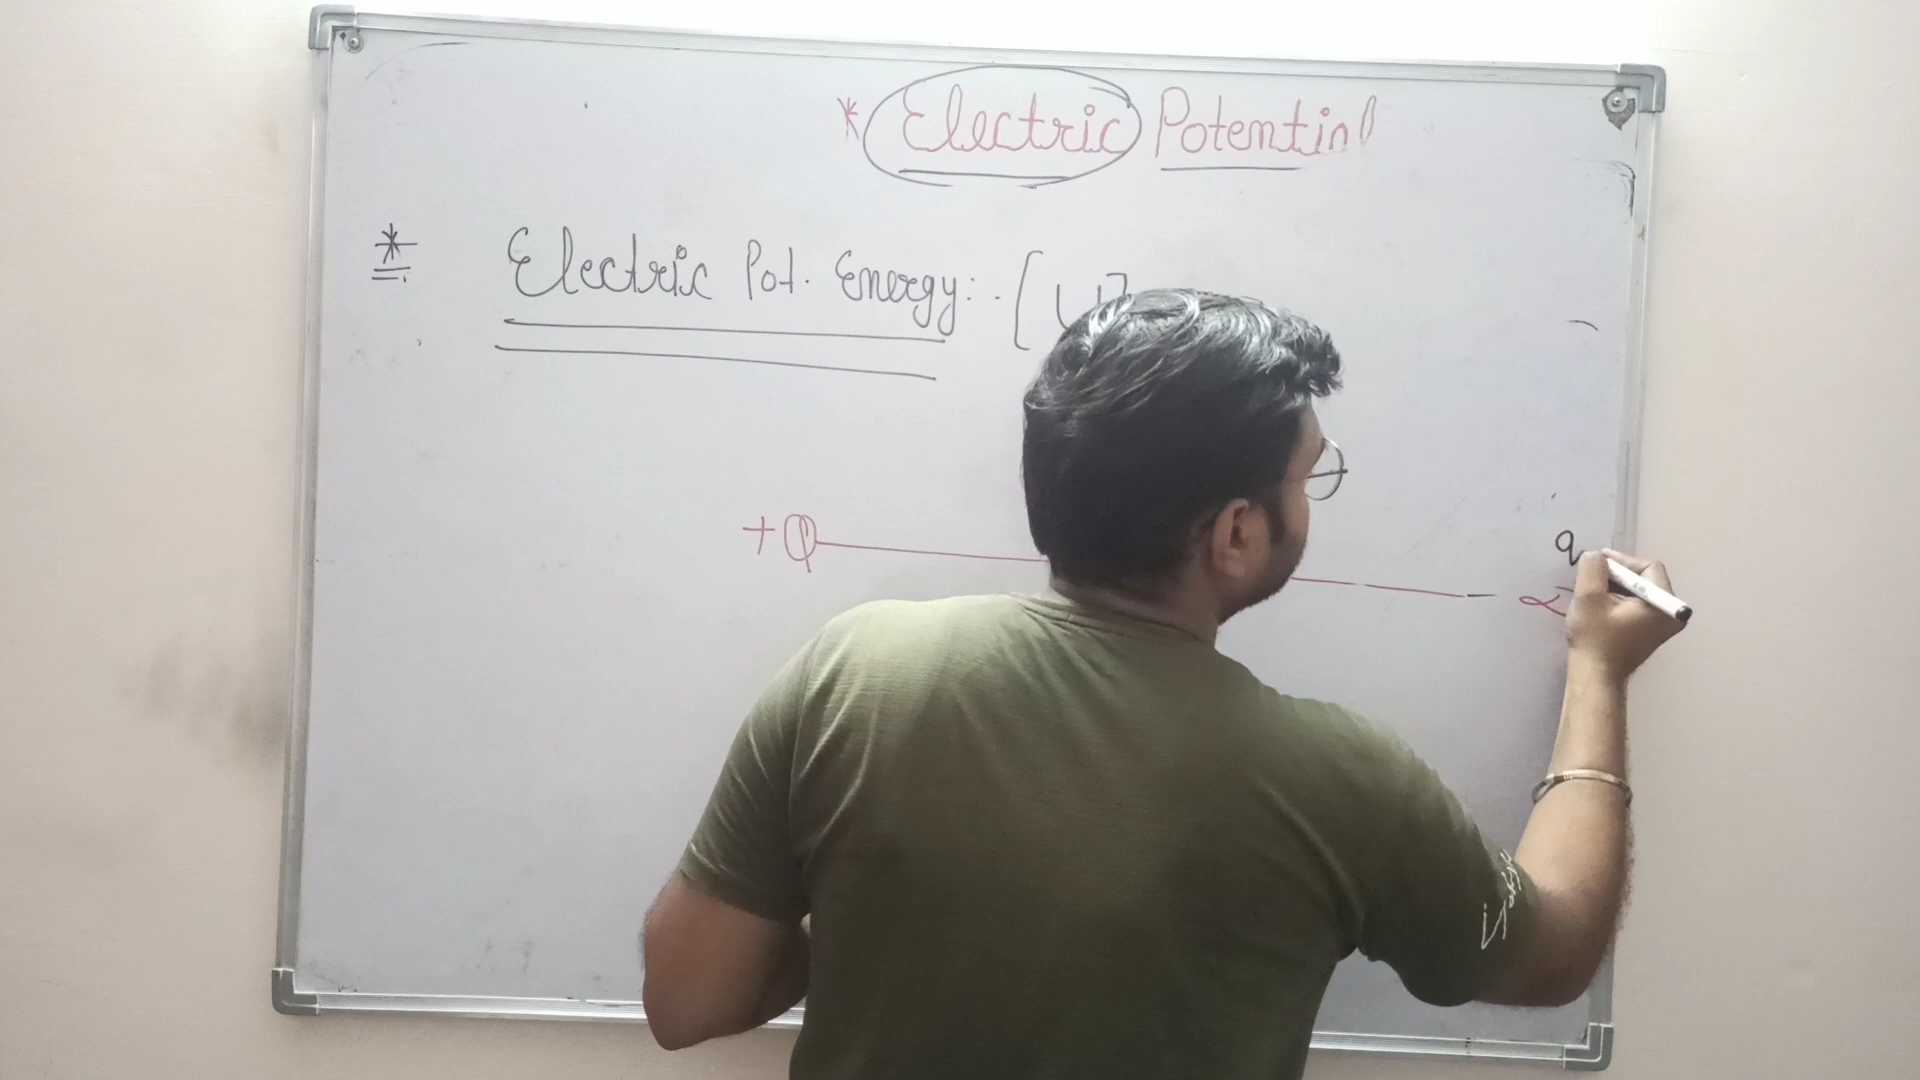 * Electric Potential
* Electric Pot. Energy:- [U]
+Q
q
∞